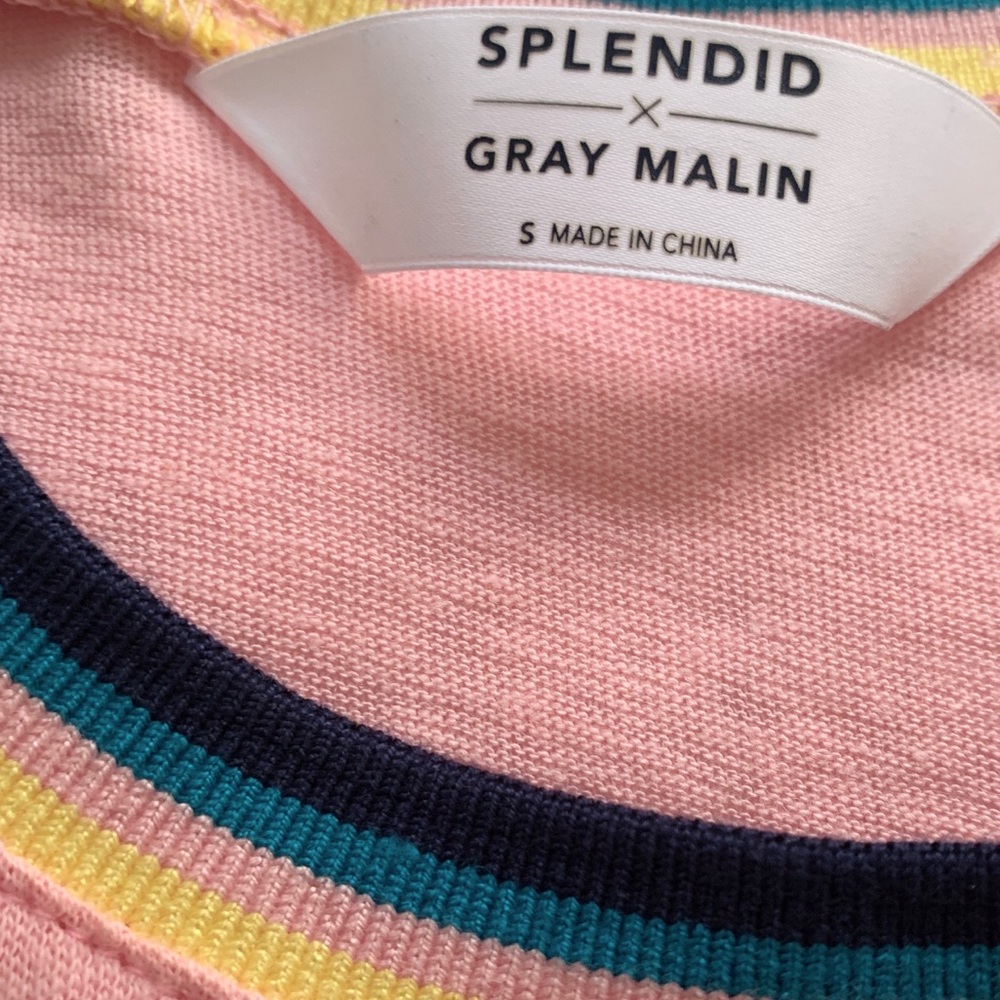 SPLENDID
×
GRAY MALIN
S MADE IN CHINA